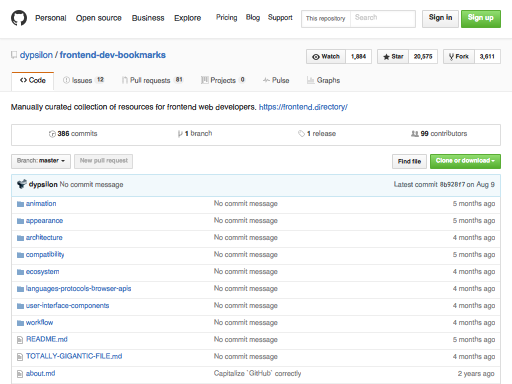 Personal Open source Business Explore Pricing Blog Support This repository Search Sign in Sign up
dypsilon / frontend-dev-bookmarks Watch 1,884 Star 20,575 Fork 3,611
Code Issues 12 Pull requests 81 Projects 0 Pulse Graphs
Manually curated collection of resources for frontend web developers. https://frontend.directory/
386 commits 1 branch 1 release 99 contributors
Branch: master New pull request Find file Clone or download
dypsilon No commit message Latest commit 8b928f7 on Aug 9
animation No commit message 5 months ago
appearance No commit message 5 months ago
architecture No commit message 4 months ago
compatibility No commit message 5 months ago
ecosystem No commit message 4 months ago
languages-protocols-browser-apis No commit message 4 months ago
user-interface-components No commit message 4 months ago
workflow No commit message 4 months ago
README.md No commit message 5 months ago
TOTALLY-GIGANTIC-FILE.md No commit message 4 months ago
about.md Capitalize `GitHub` correctly 2 years ago